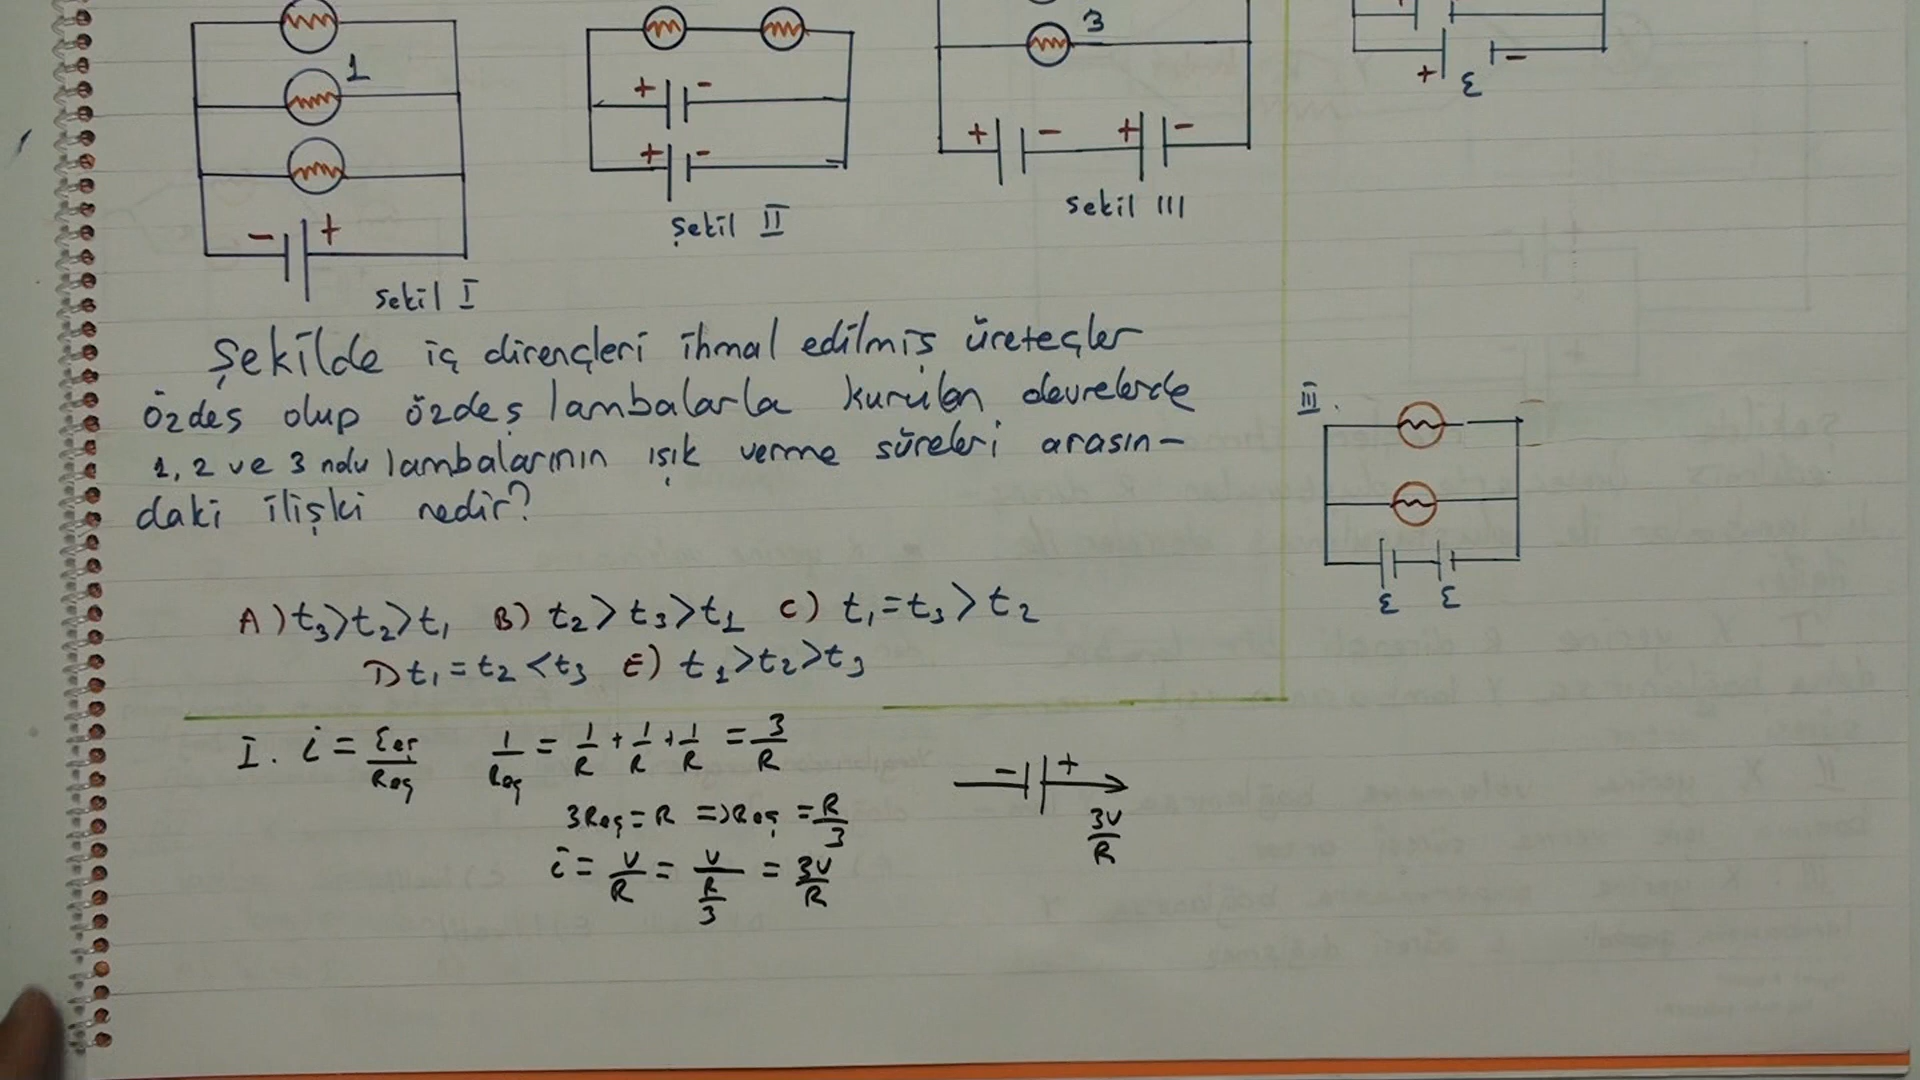 1
3
+ -
+ -
+ - + -
- +
+ - ε
Şekil I
Şekil II
Şekil III
Şekilde iç dirençleri ihmal edilmiş üreteçler
özdeş olup özdeş lambalarla kurulan devrelerde
1, 2 ve 3 nolu lambalarının ışık verme süreleri arasın-
daki ilişki nedir?
A) t3>t2>t1 B) t2>t3>t1 C) t1=t3>t2
D t1=t2<t3 E) t1>t2>t3
III.
ε ε
I. i = εeş/Reş 1/Reş = 1/R + 1/R + 1/R = 3/R
3Reş = R => Reş = R/3
i = V/R = V/(R/3) = 3V/R
- +
3V/R